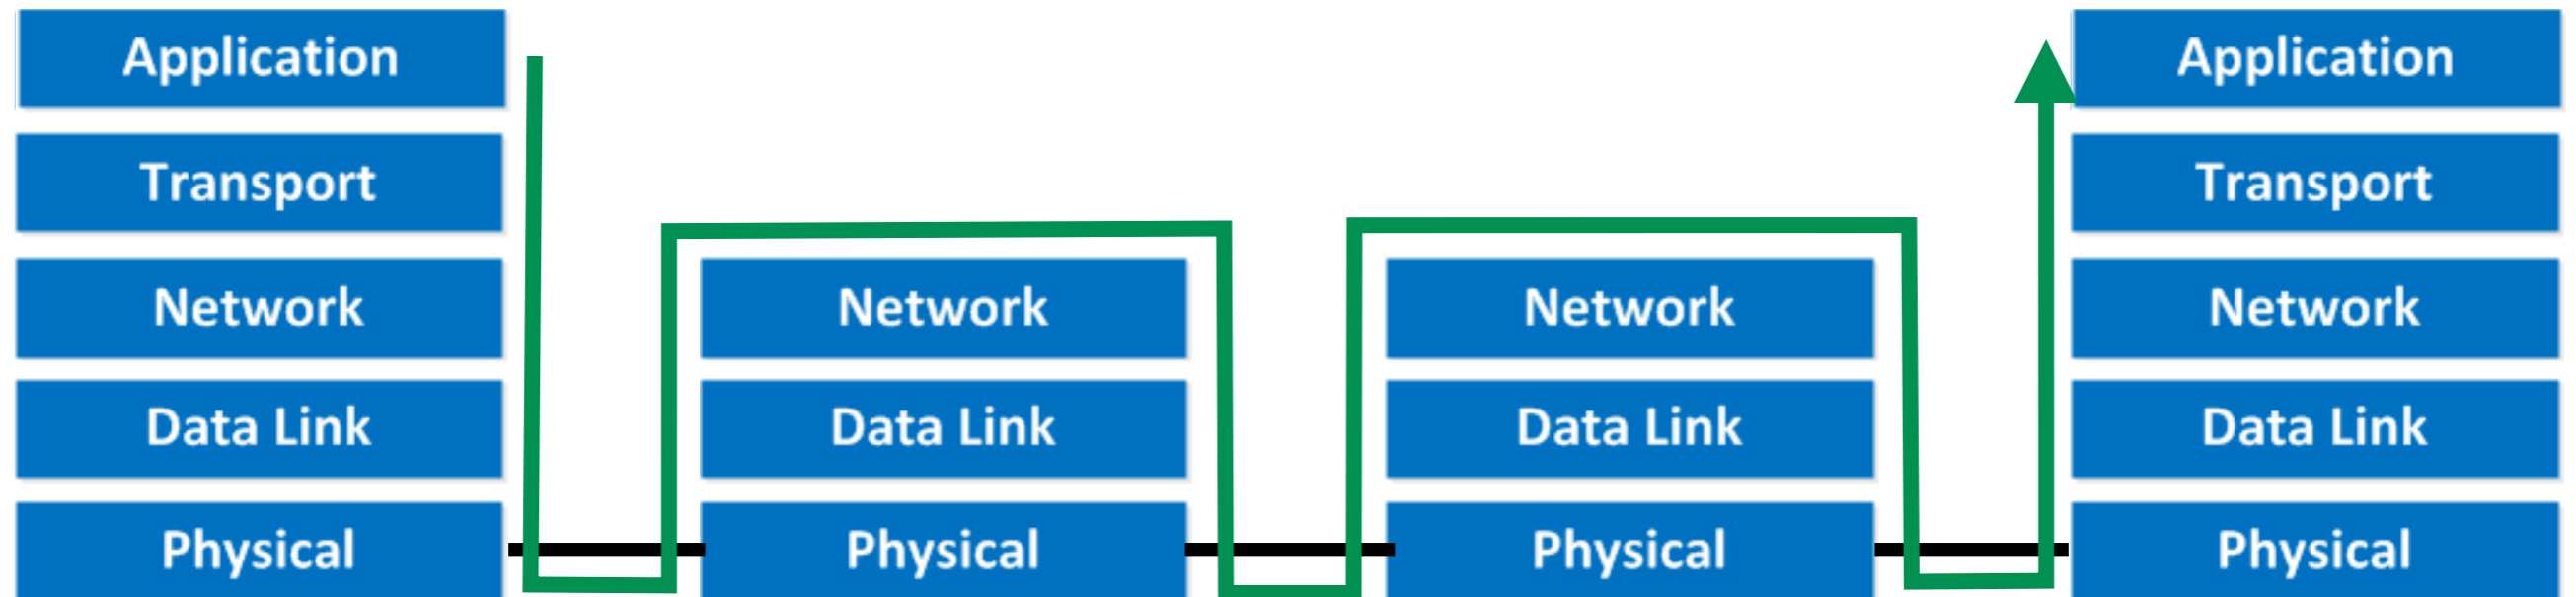 Application
Transport
Network
Data Link
Physical
Network
Data Link
Physical
Network
Data Link
Physical
Application
Transport
Network
Data Link
Physical